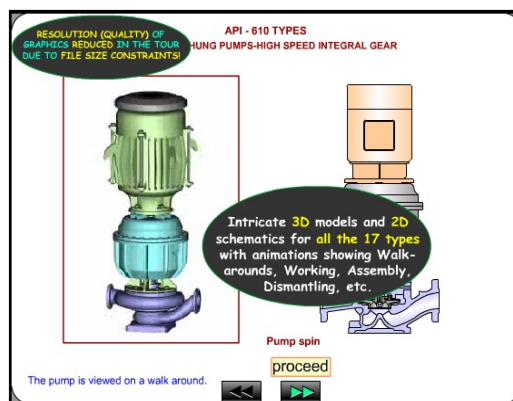 API - 610 TYPES
RESOLUTION (QUALITY) OF
GRAPHICS REDUCED IN THE TOUR
DUE TO FILE SIZE CONSTRAINTS!
HUNG PUMPS-HIGH SPEED INTEGRAL GEAR
Intricate 3D models and 2D
schematics for all the 17 types
with animations showing Walk-
arounds, Working, Assembly,
Dismantling, etc.
Pump spin
proceed
The pump is viewed on a walk around.